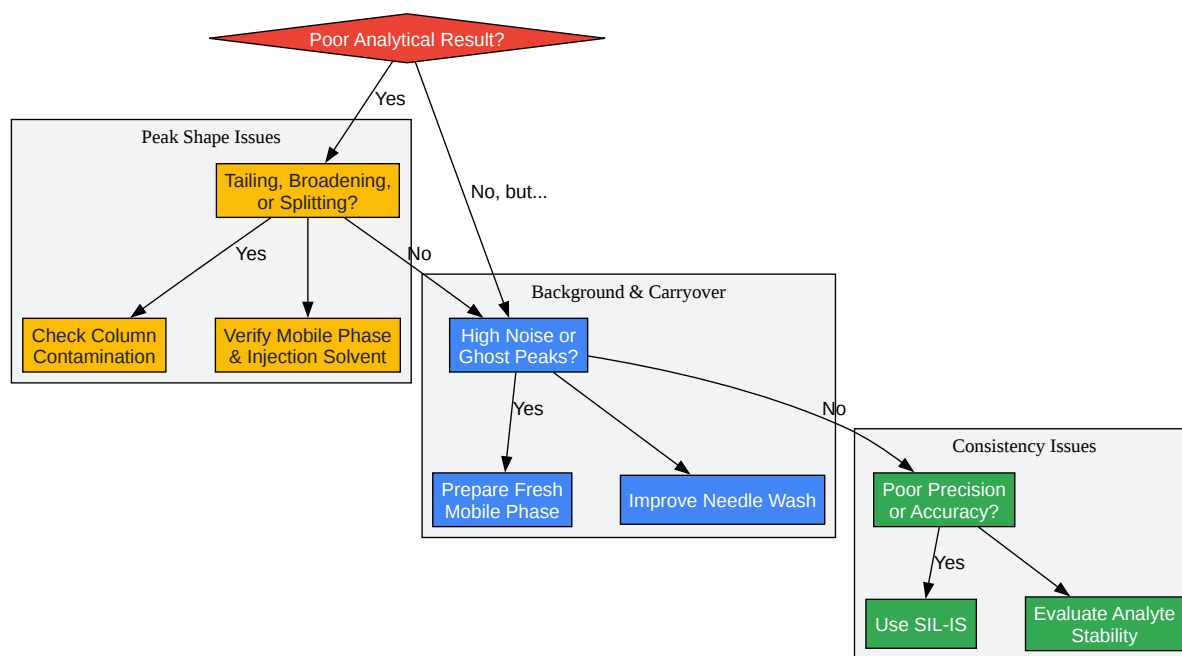 Poor Analytical Result?
Yes
Peak Shape Issues
Tailing, Broadening,
or Splitting?
No, but...
Yes
No
Background & Carryover
Check Column
Contamination
Verify Mobile Phase
& Injection Solvent
High Noise or
Ghost Peaks?
Yes
No
Consistency Issues
Prepare Fresh
Mobile Phase
Improve Needle Wash
Poor Precision
or Accuracy?
Yes
Use SIL-IS
Evaluate Analyte
Stability